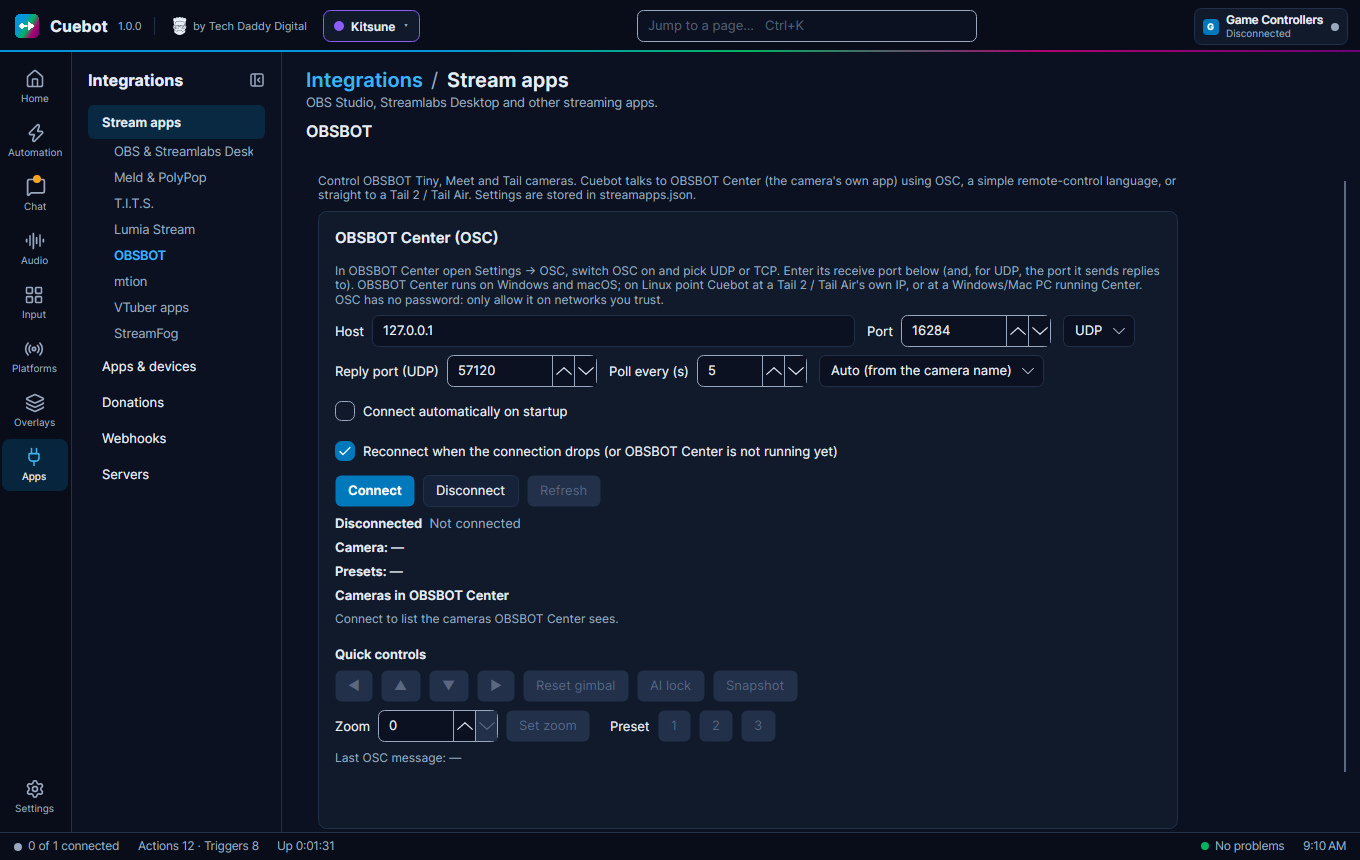 Cuebot 1.0.0 by Tech Daddy Digital Kitsune
Jump to a page... Ctrl+K
G Game Controllers
Disconnected
Home
Automation
Chat
Audio
Input
Platforms
Overlays
Apps
Settings
Integrations
Stream apps
OBS & Streamlabs Desk
Meld & PolyPop
T.I.T.S.
Lumia Stream
OBSBOT
mtion
VTuber apps
StreamFog
Apps & devices
Donations
Webhooks
Servers
Integrations / Stream apps
OBS Studio, Streamlabs Desktop and other streaming apps.
OBSBOT
Control OBSBOT Tiny, Meet and Tail cameras. Cuebot talks to OBSBOT Center (the camera's own app) using OSC, a simple remote-control language, or
straight to a Tail 2 / Tail Air. Settings are stored in streamapps.json.
OBSBOT Center (OSC)
In OBSBOT Center open Settings → OSC, switch OSC on and pick UDP or TCP. Enter its receive port below (and, for UDP, the port it sends replies
to). OBSBOT Center runs on Windows and macOS; on Linux point Cuebot at a Tail 2 / Tail Air's own IP, or at a Windows/Mac PC running Center.
OSC has no password: only allow it on networks you trust.
Host 127.0.0.1 Port 16284 UDP
Reply port (UDP) 57120 Poll every (s) 5 Auto (from the camera name)
Connect automatically on startup
Reconnect when the connection drops (or OBSBOT Center is not running yet)
Connect Disconnect Refresh
Disconnected Not connected
Camera: —
Presets: —
Cameras in OBSBOT Center
Connect to list the cameras OBSBOT Center sees.
Quick controls
Reset gimbal AI lock Snapshot
Zoom 0 Set zoom Preset 1 2 3
Last OSC message: —
0 of 1 connected Actions 12 · Triggers 8 Up 0:01:31
No problems 9:10 AM